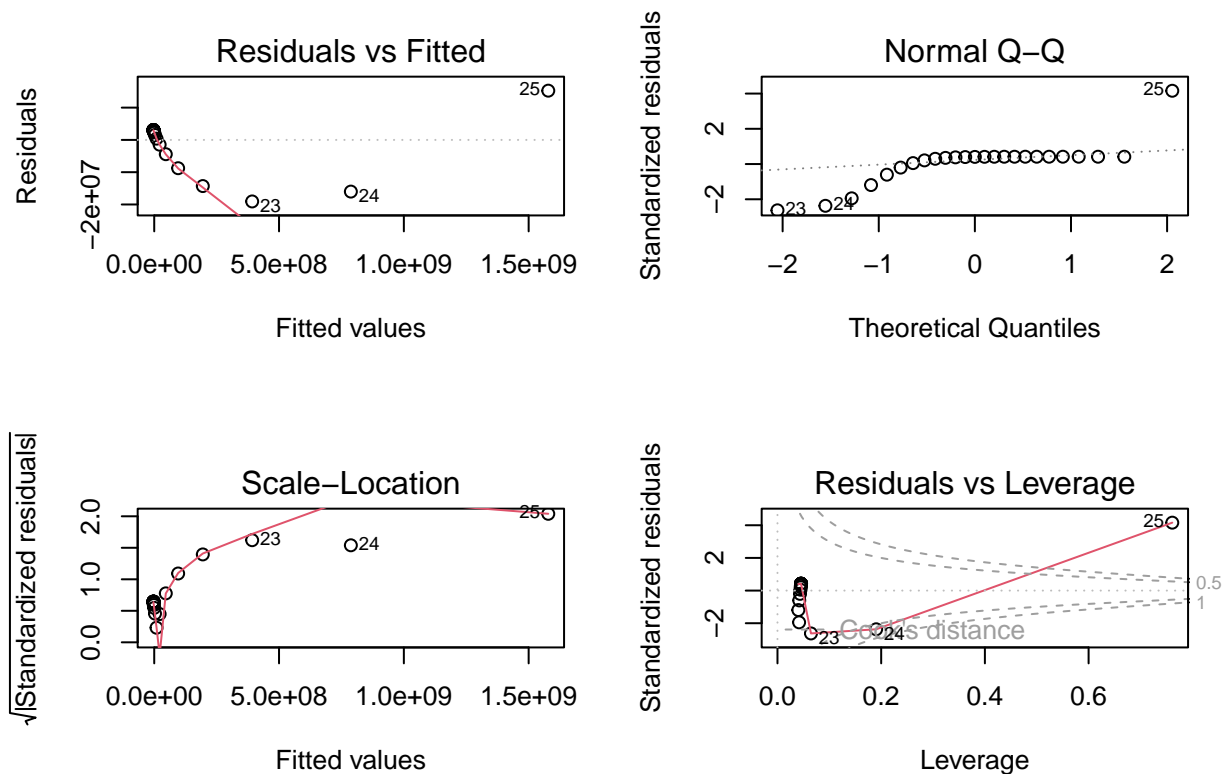 Residuals vs Fitted
Residuals
−2e+07
25
23
24
0.0e+00 5.0e+08 1.0e+09 1.5e+09
Fitted values
Normal Q−Q
Standardized residuals
2
−2
25
23
24
−2 −1 0 1 2
Theoretical Quantiles
Scale−Location
√|Standardized residuals|
2.0
1.0
0.0
25
23
24
0.0e+00 5.0e+08 1.0e+09 1.5e+09
Fitted values
Residuals vs Leverage
Standardized residuals
2
−2
25
0.5
1
23
24
Cook's distance
0.0 0.2 0.4 0.6
Leverage